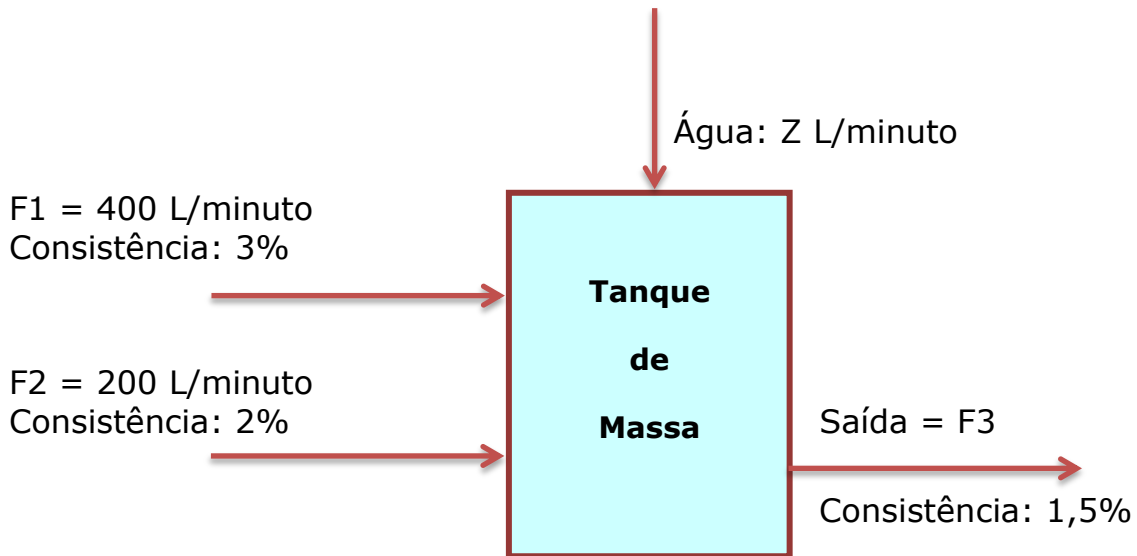 Água: Z L/minuto
F1 = 400 L/minuto
Consistência: 3%
Tanque
de
Massa
F2 = 200 L/minuto
Consistência: 2%
Saída = F3
Consistência: 1,5%